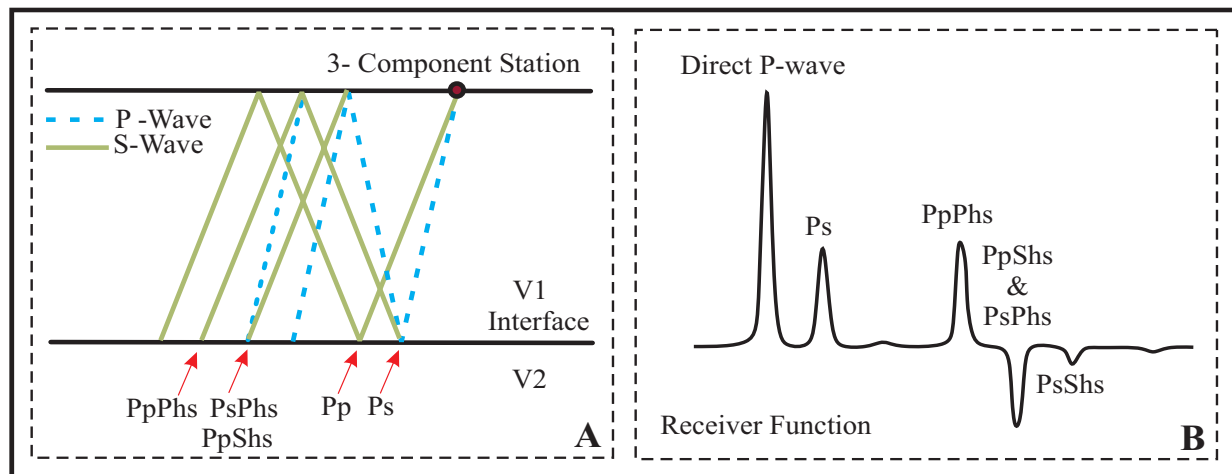 3- Component Station
P -Wave
S-Wave
V1
Interface
V2
PpPhs
PsPhs
PpShs
Pp
Ps
A
Direct P-wave
Ps
PpPhs
PpShs
&
PsPhs
PsShs
Receiver Function
B